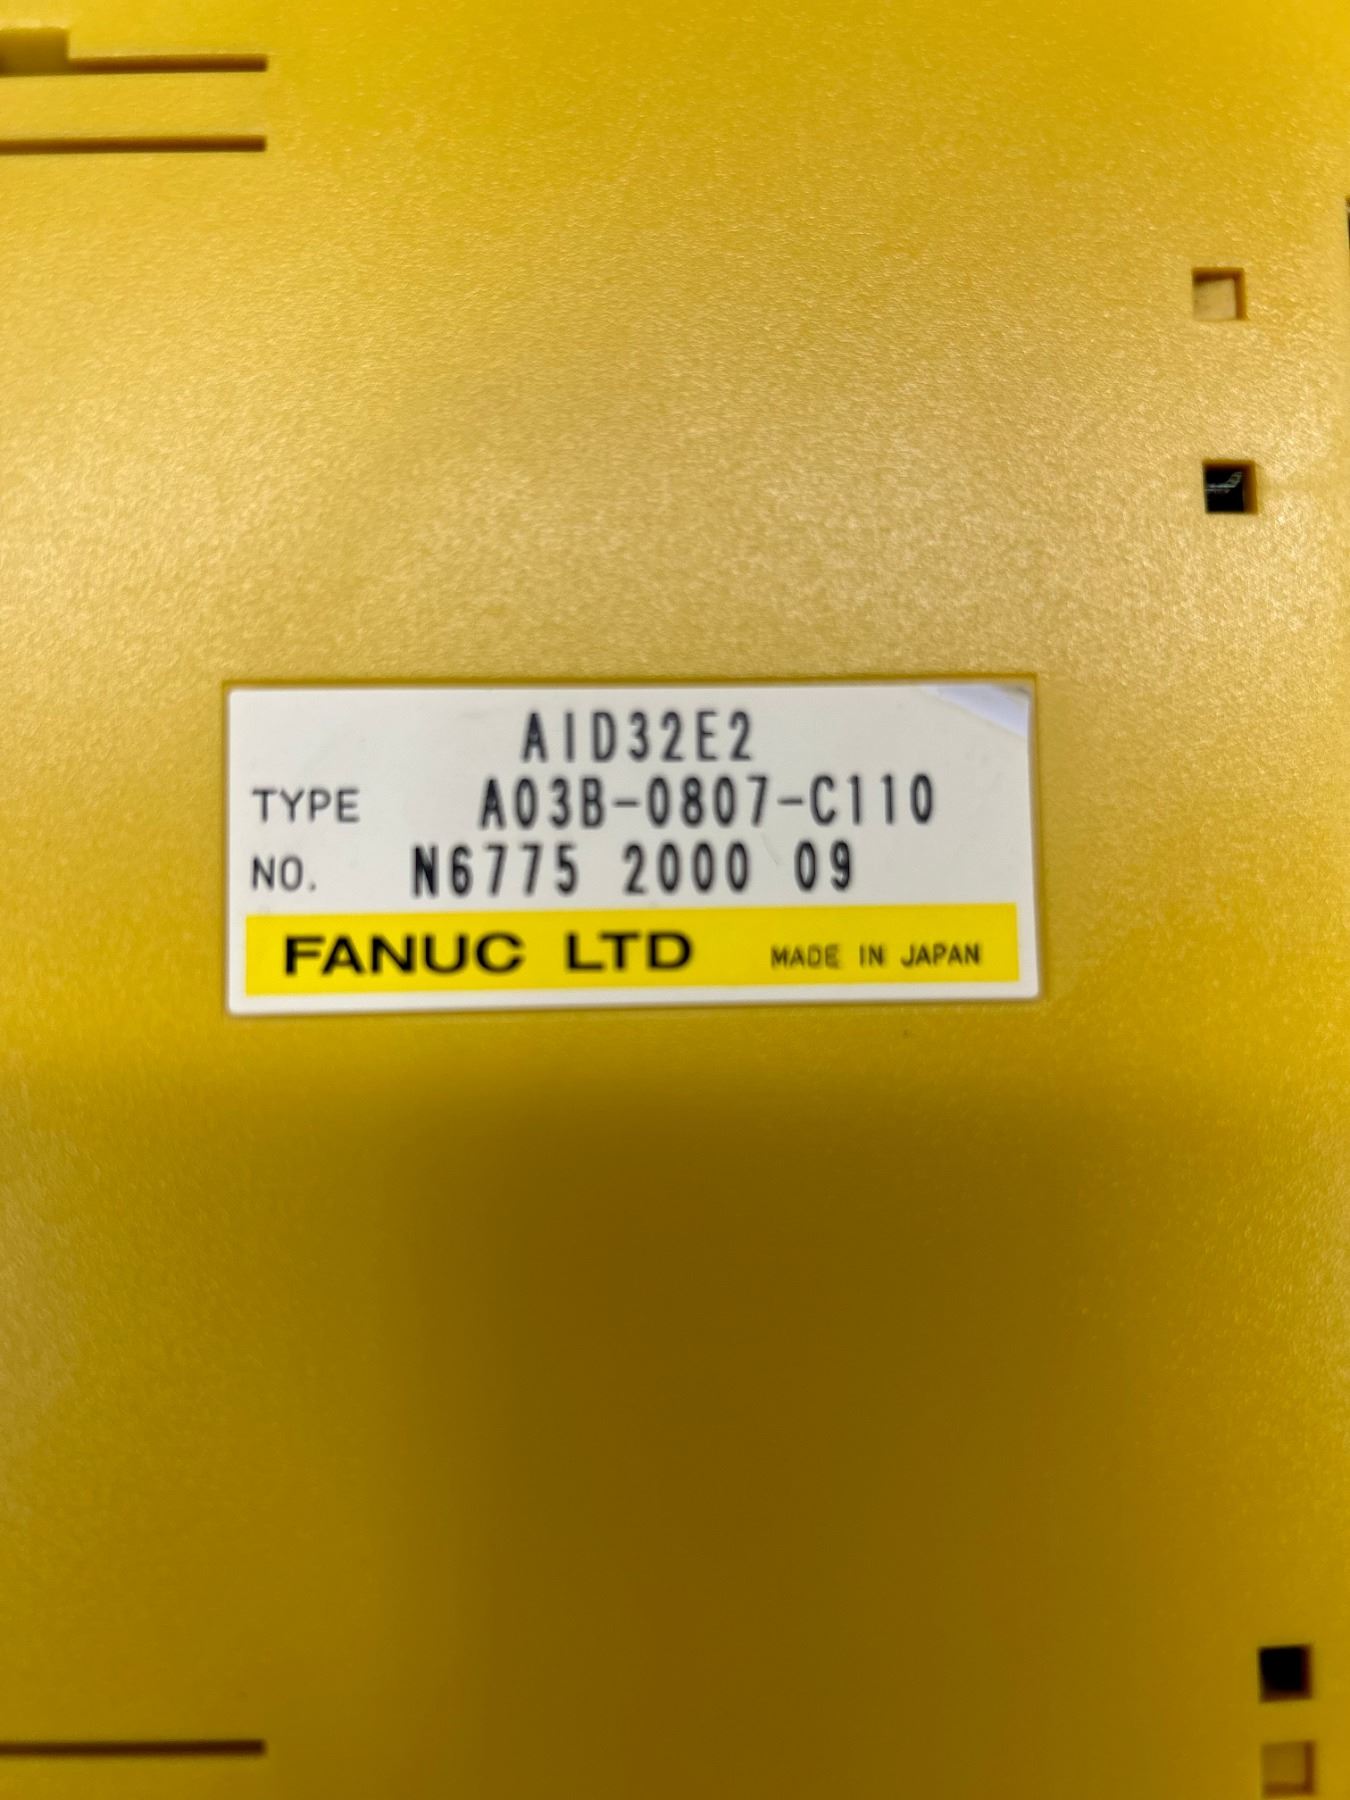 AID32E2
TYPE A03B-0807-C110
NO. N6775 2000 09
FANUC LTD MADE IN JAPAN